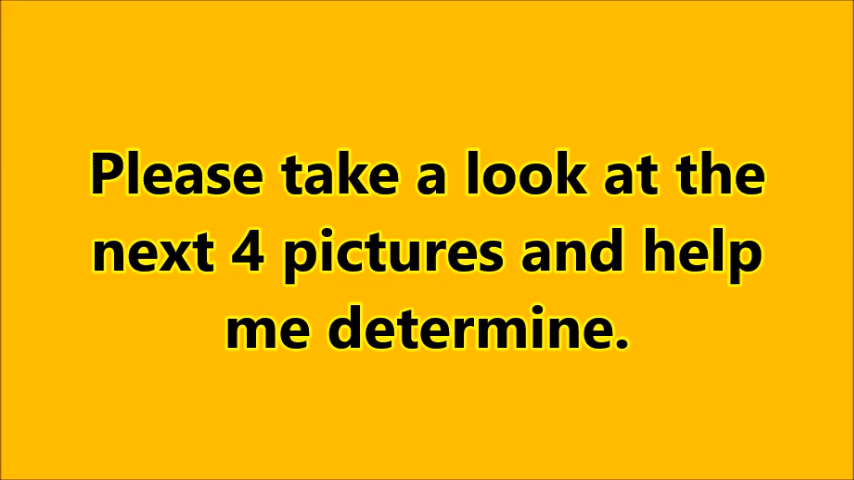 Please take a look at the
next 4 pictures and help
me determine.